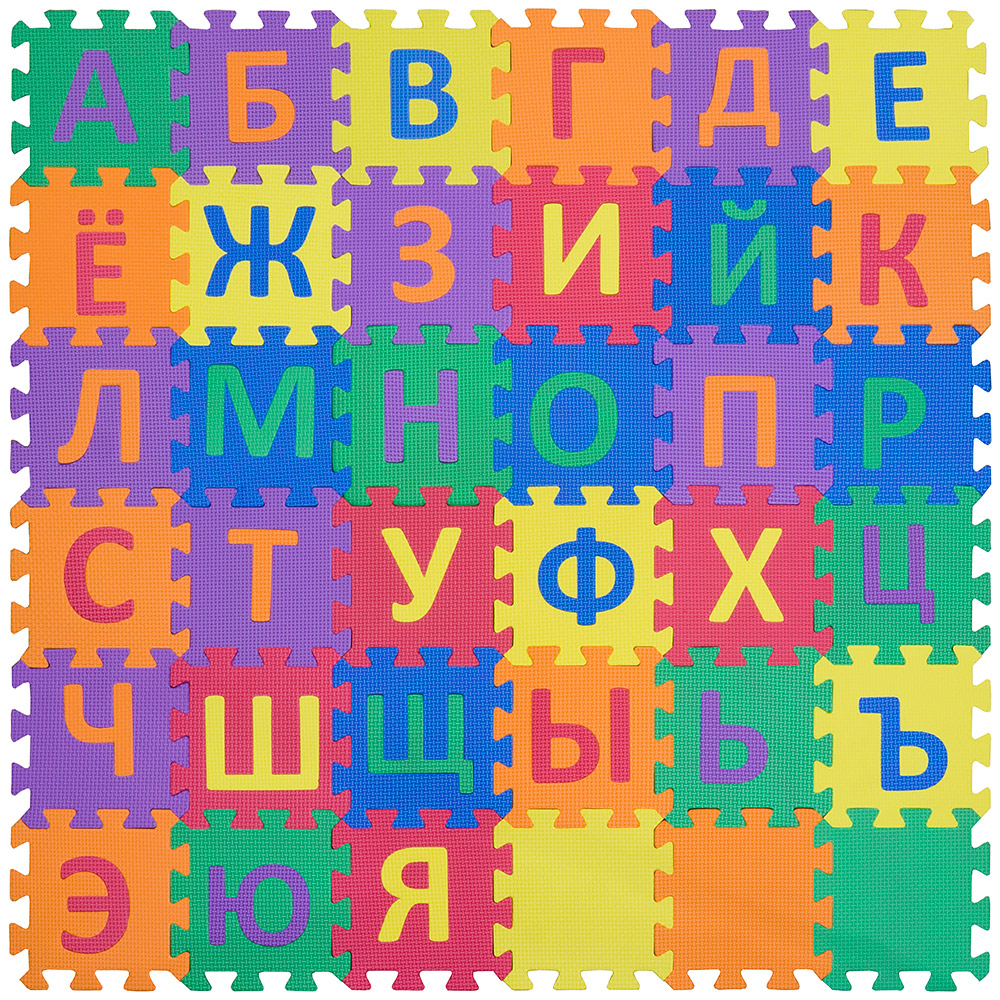 А Б В Г Д Е
Ё Ж З И Й К
Л М Н О П Р
С Т У Ф Х Ц
Ч Ш Щ Ы Ь Ъ
Э Ю Я